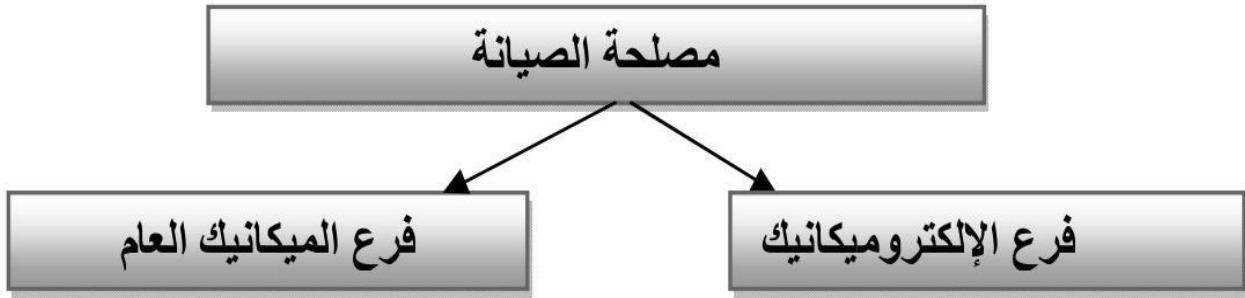 مصلحة الصيانة
فرع الإلكتروميكانيك
فرع الميكانيك العام